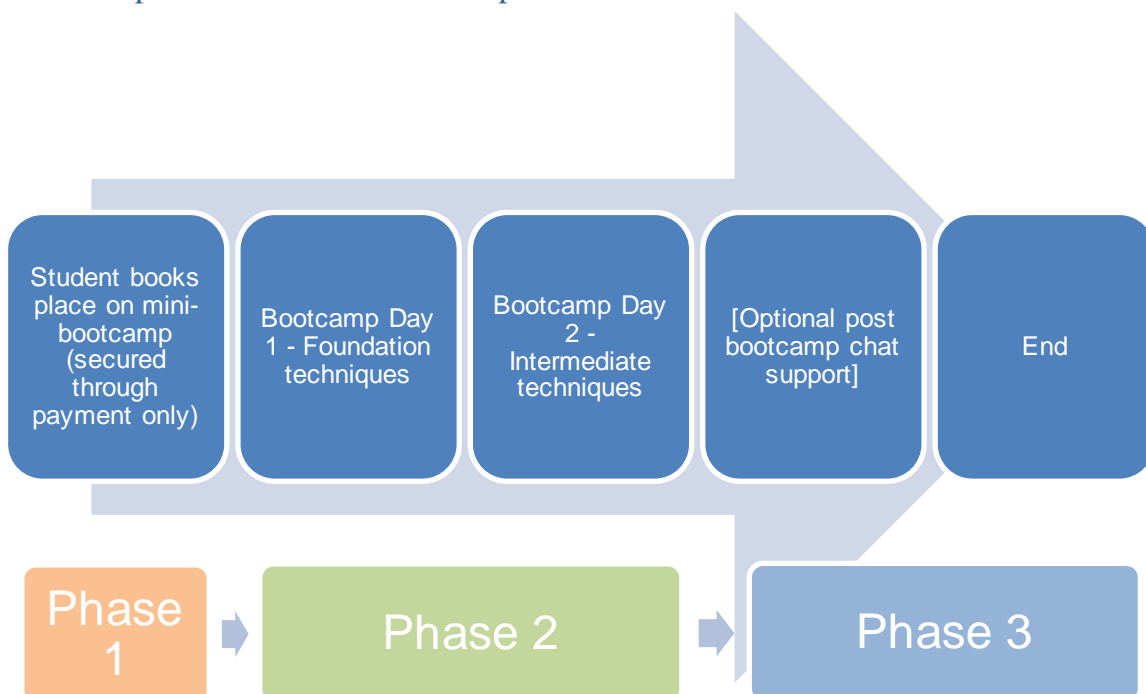 Student books
place on mini-
bootcamp
(secured
through
payment only)
Bootcamp Day
1 - Foundation
techniques
Bootcamp Day
2 -
Intermediate
techniques
[Optional post
bootcamp chat
support]
End
Phase
1
Phase 2
Phase 3